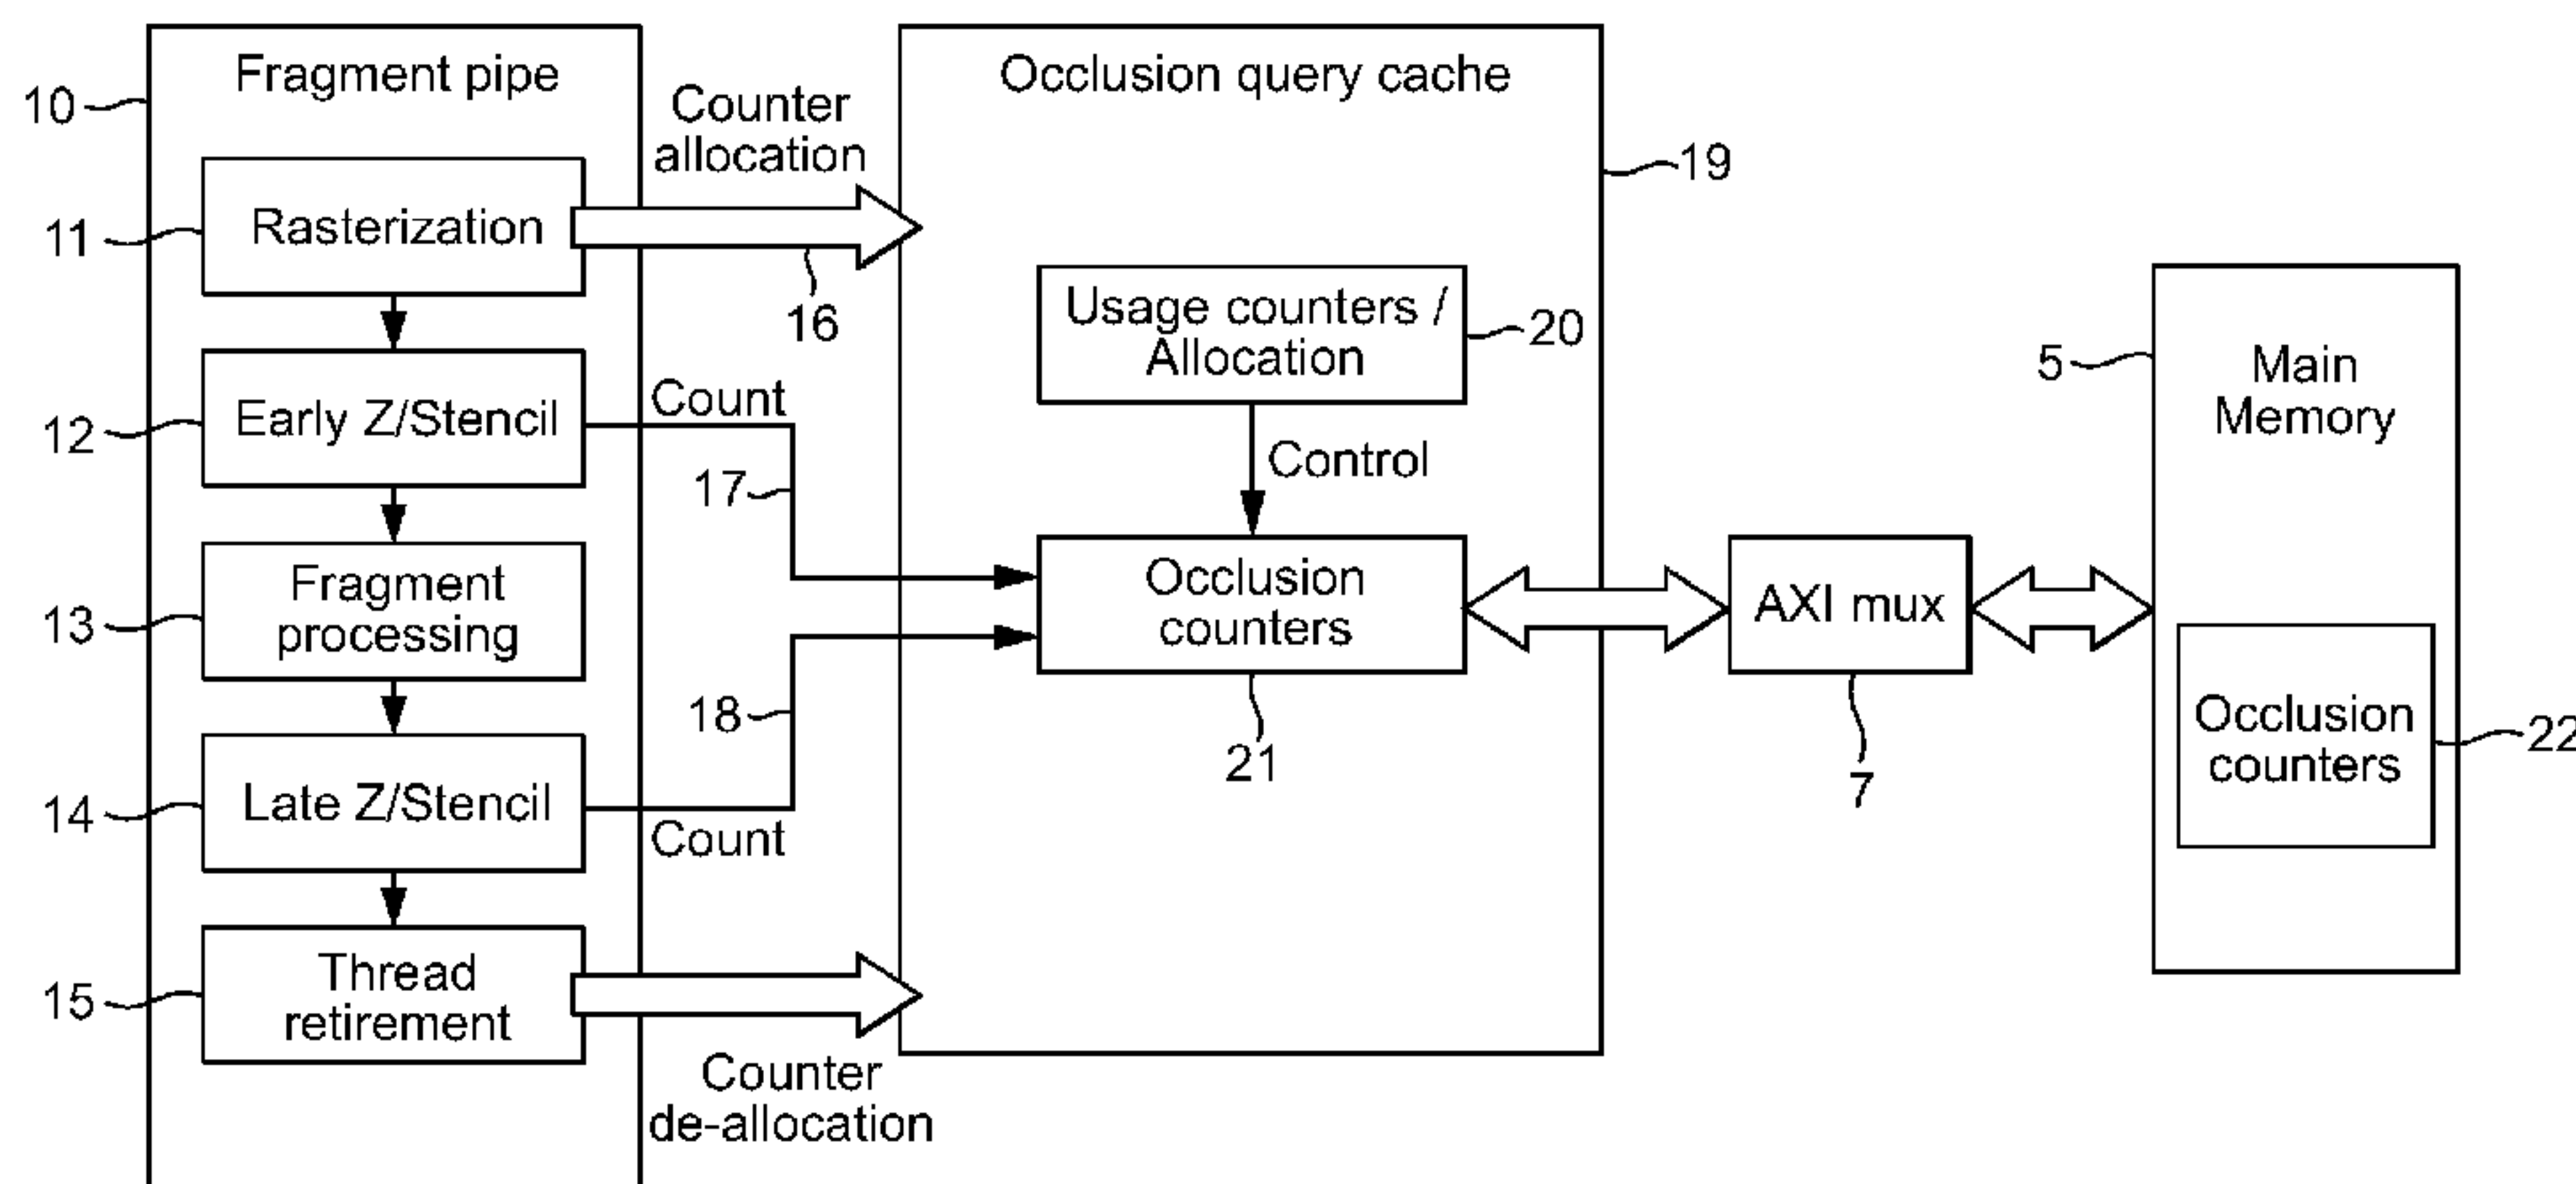 Fragment pipe
10
Counter
allocation
Occlusion query cache
19
Rasterization
11
16
Usage counters /
Allocation
20
5
Main
Memory
Early Z/Stencil
12
Count
17
Control
Fragment
processing
13
Occlusion
counters
21
AXI mux
7
Occlusion
counters
22
Late Z/Stencil
14
18
Count
Thread
retirement
15
Counter
de-allocation